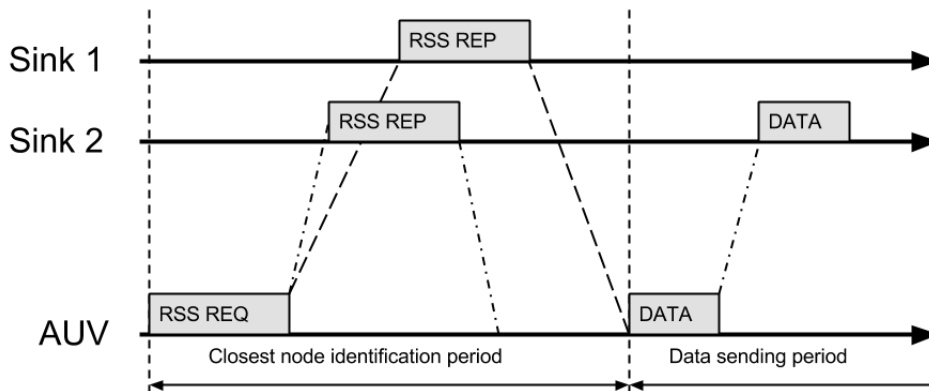 Sink 1
RSS REP
Sink 2
RSS REP
DATA
AUV
RSS REQ
DATA
Closest node identification period
Data sending period